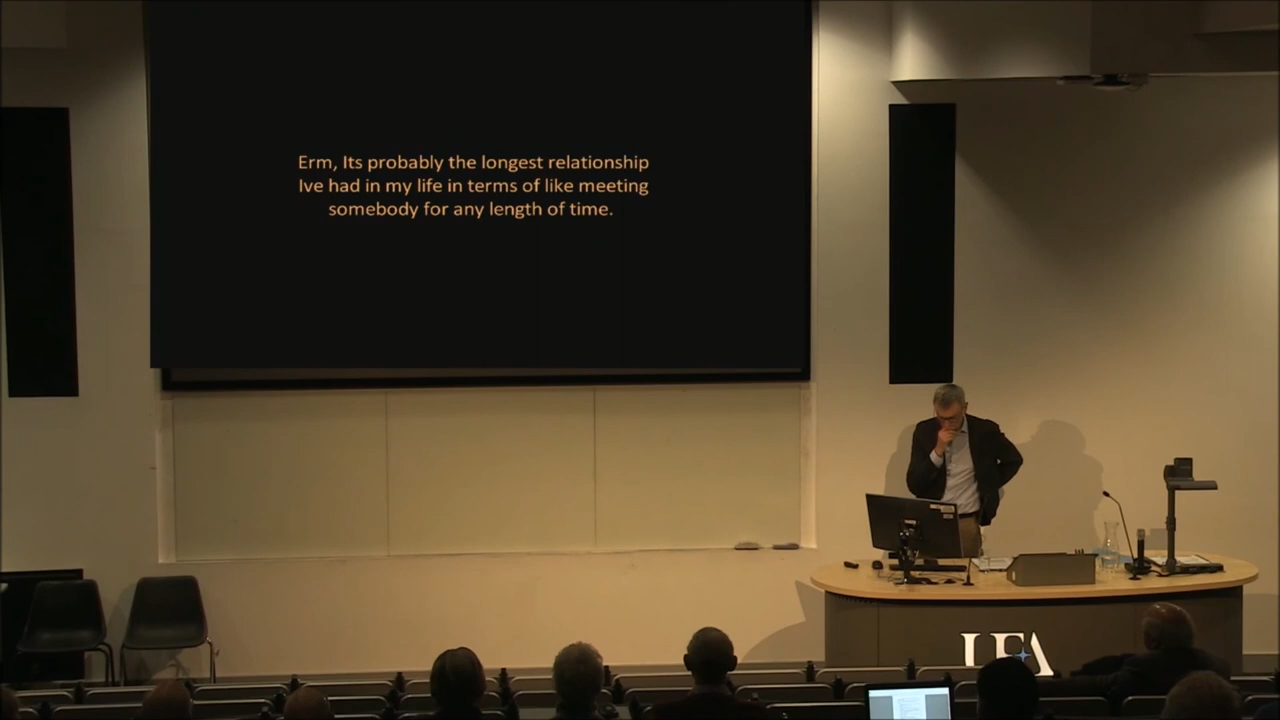 Erm, Its probably the longest relationship
Ive had in my life in terms of like meeting
somebody for any length of time.
UEA